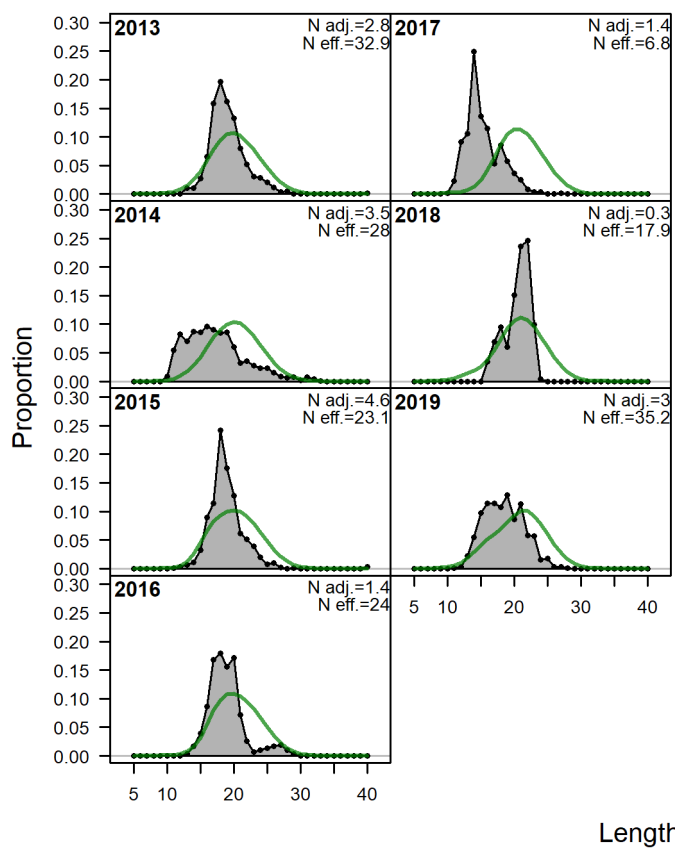 2013
N adj.=2.8
N eff.=32.9
0.30
0.25
0.20
0.15
0.10
0.05
0.00
2017
N adj.=1.4
N eff.=6.8
2014
N adj.=3.5
N eff.=28
0.30
0.25
0.20
0.15
0.10
0.05
0.00
2018
N adj.=0.3
N eff.=17.9
Proportion
2015
N adj.=4.6
N eff.=23.1
0.30
0.25
0.20
0.15
0.10
0.05
0.00
2019
N adj.=3
N eff.=35.2
5 10 20 30 40
2016
N adj.=1.4
N eff.=24
0.30
0.25
0.20
0.15
0.10
0.05
0.00
5 10 20 30 40
Length